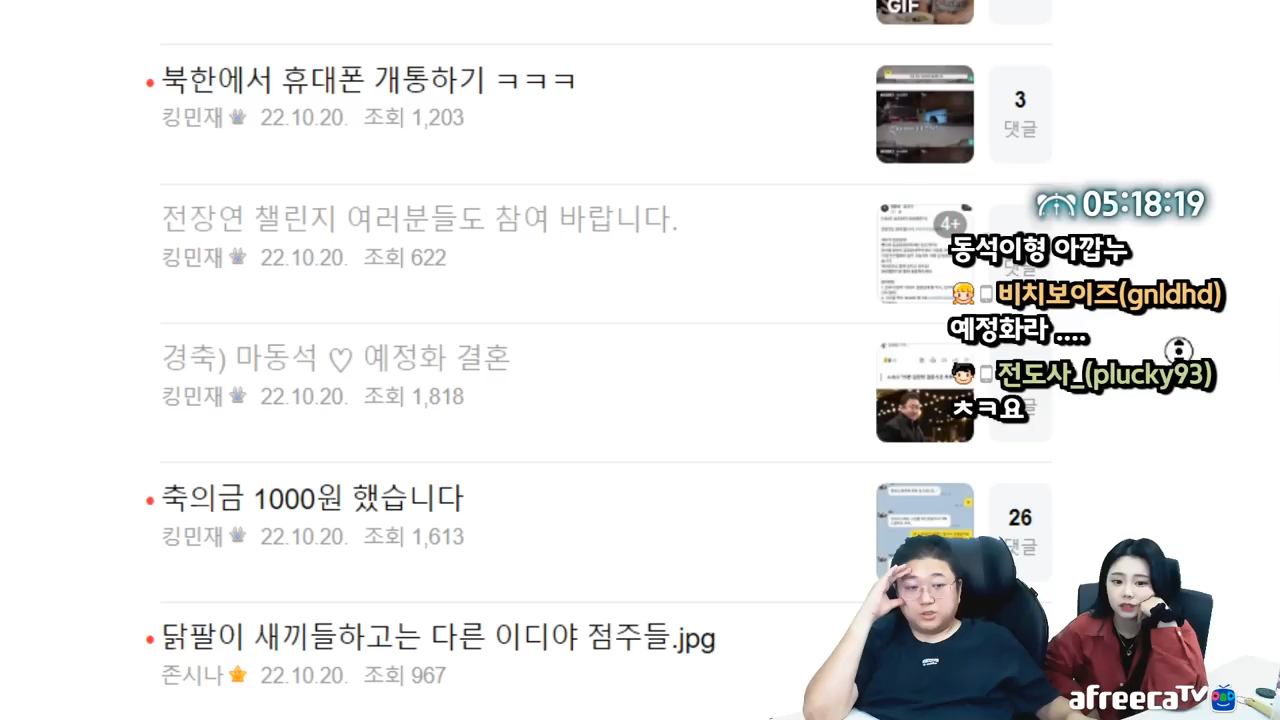 GIF
북한에서 휴대폰 개통하기 ㅋㅋㅋ
킹민재 22.10.20. 조회 1,203
3
댓글
전안연 챌린지 여러분들도 참여 바랍니다.
킹민재 22.10.20. 조회 622
4+
댓글
05:18:19
동석이형 아깝누
비치보이즈(gnldhd)
예정화라 ....
전도사_(plucky93)
ㅊㅋ요
경축) 마동석 ♡ 예정화 결혼
킹민재 22.10.20. 조회 1,818
축의금 1000원 했습니다
킹민재 22.10.20. 조회 1,613
26
댓글
닭팔이 새끼들하고는 다른 이디야 점주들.jpg
존시나 22.10.20. 조회 967
afreecaTV